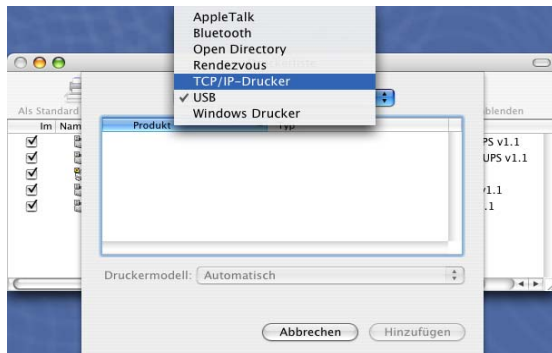 AppleTalk
Bluetooth
Open Directory
Rendezvous
TCP/IP-Drucker
✓ USB
Windows Drucker
Als Standard
blenden
Im Nam
Produkt Typ
PS v1.1
UPS v1.1
v1.1
.1
Druckermodell: Automatisch
Abbrechen Hinzufügen